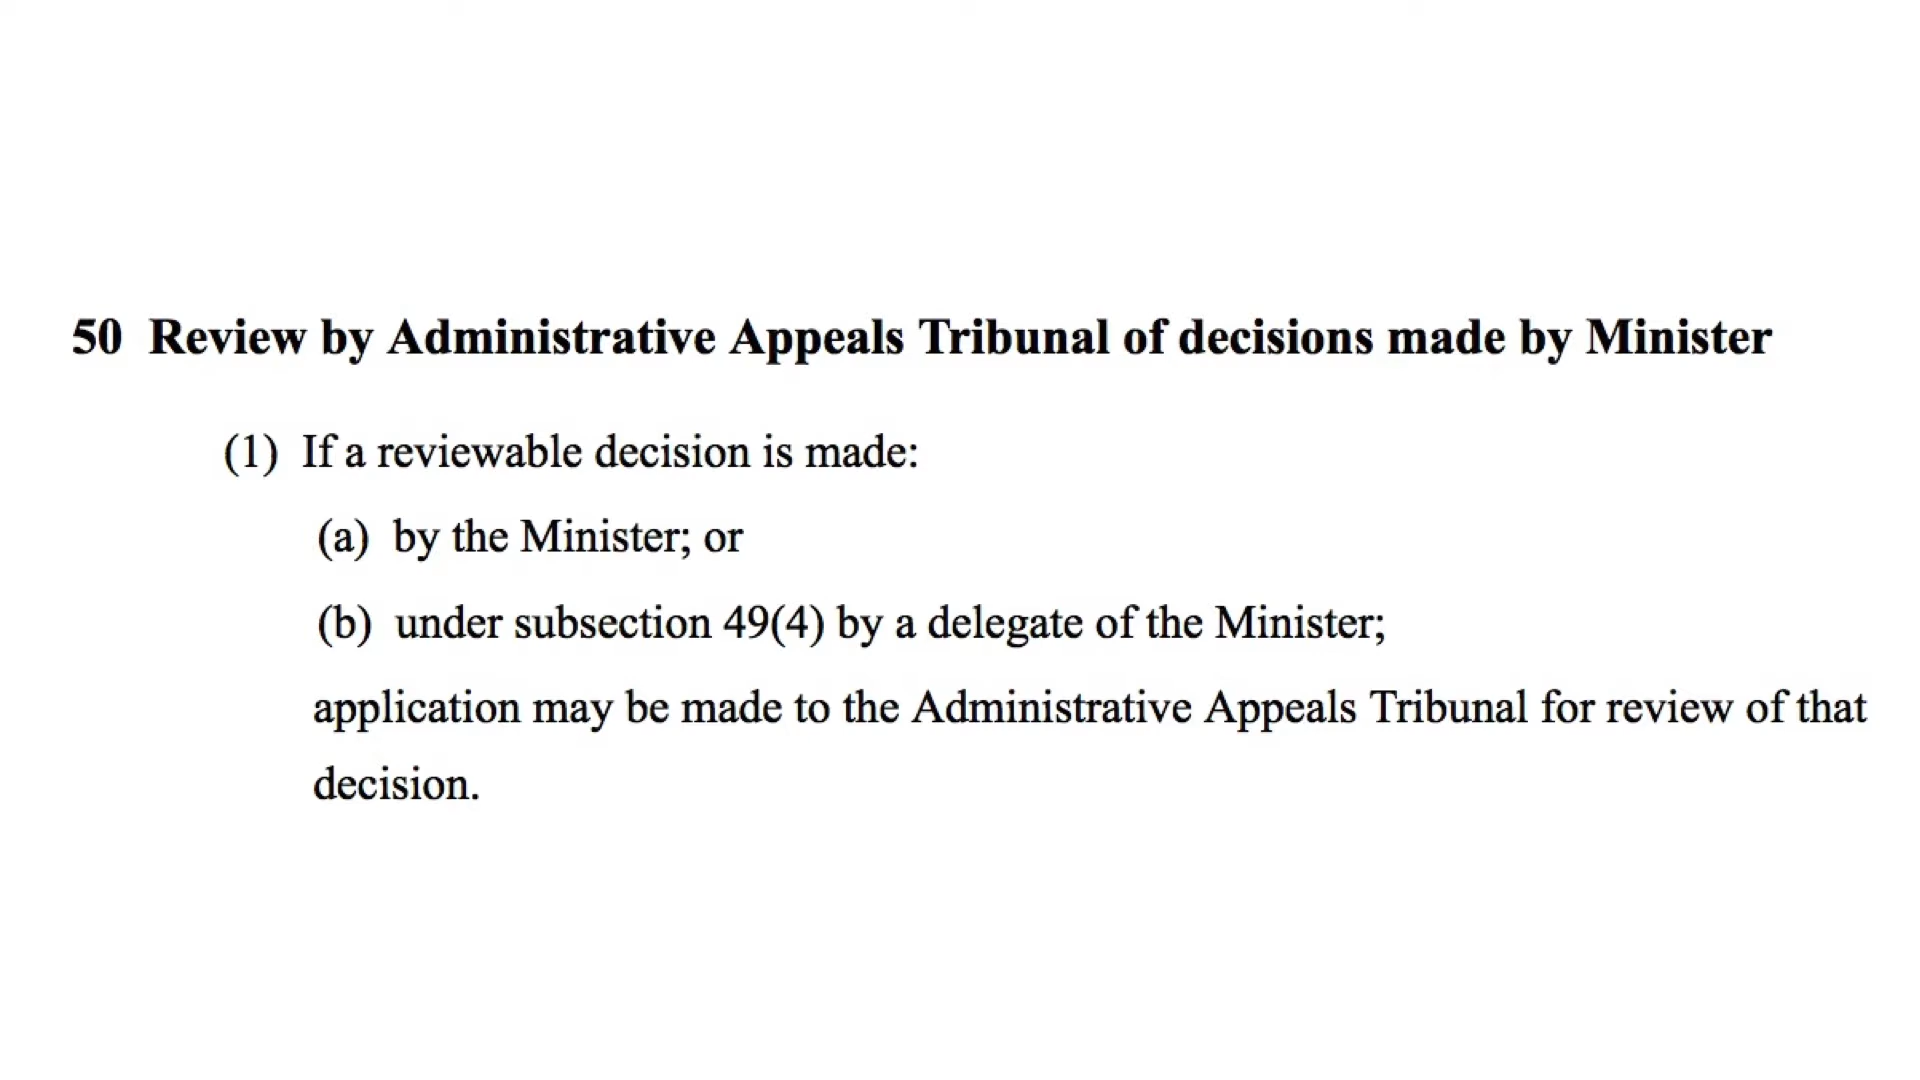 50 Review by Administrative Appeals Tribunal of decisions made by Minister
(1) If a reviewable decision is made:
(a) by the Minister; or
(b) under subsection 49(4) by a delegate of the Minister;
application may be made to the Administrative Appeals Tribunal for review of that
decision.